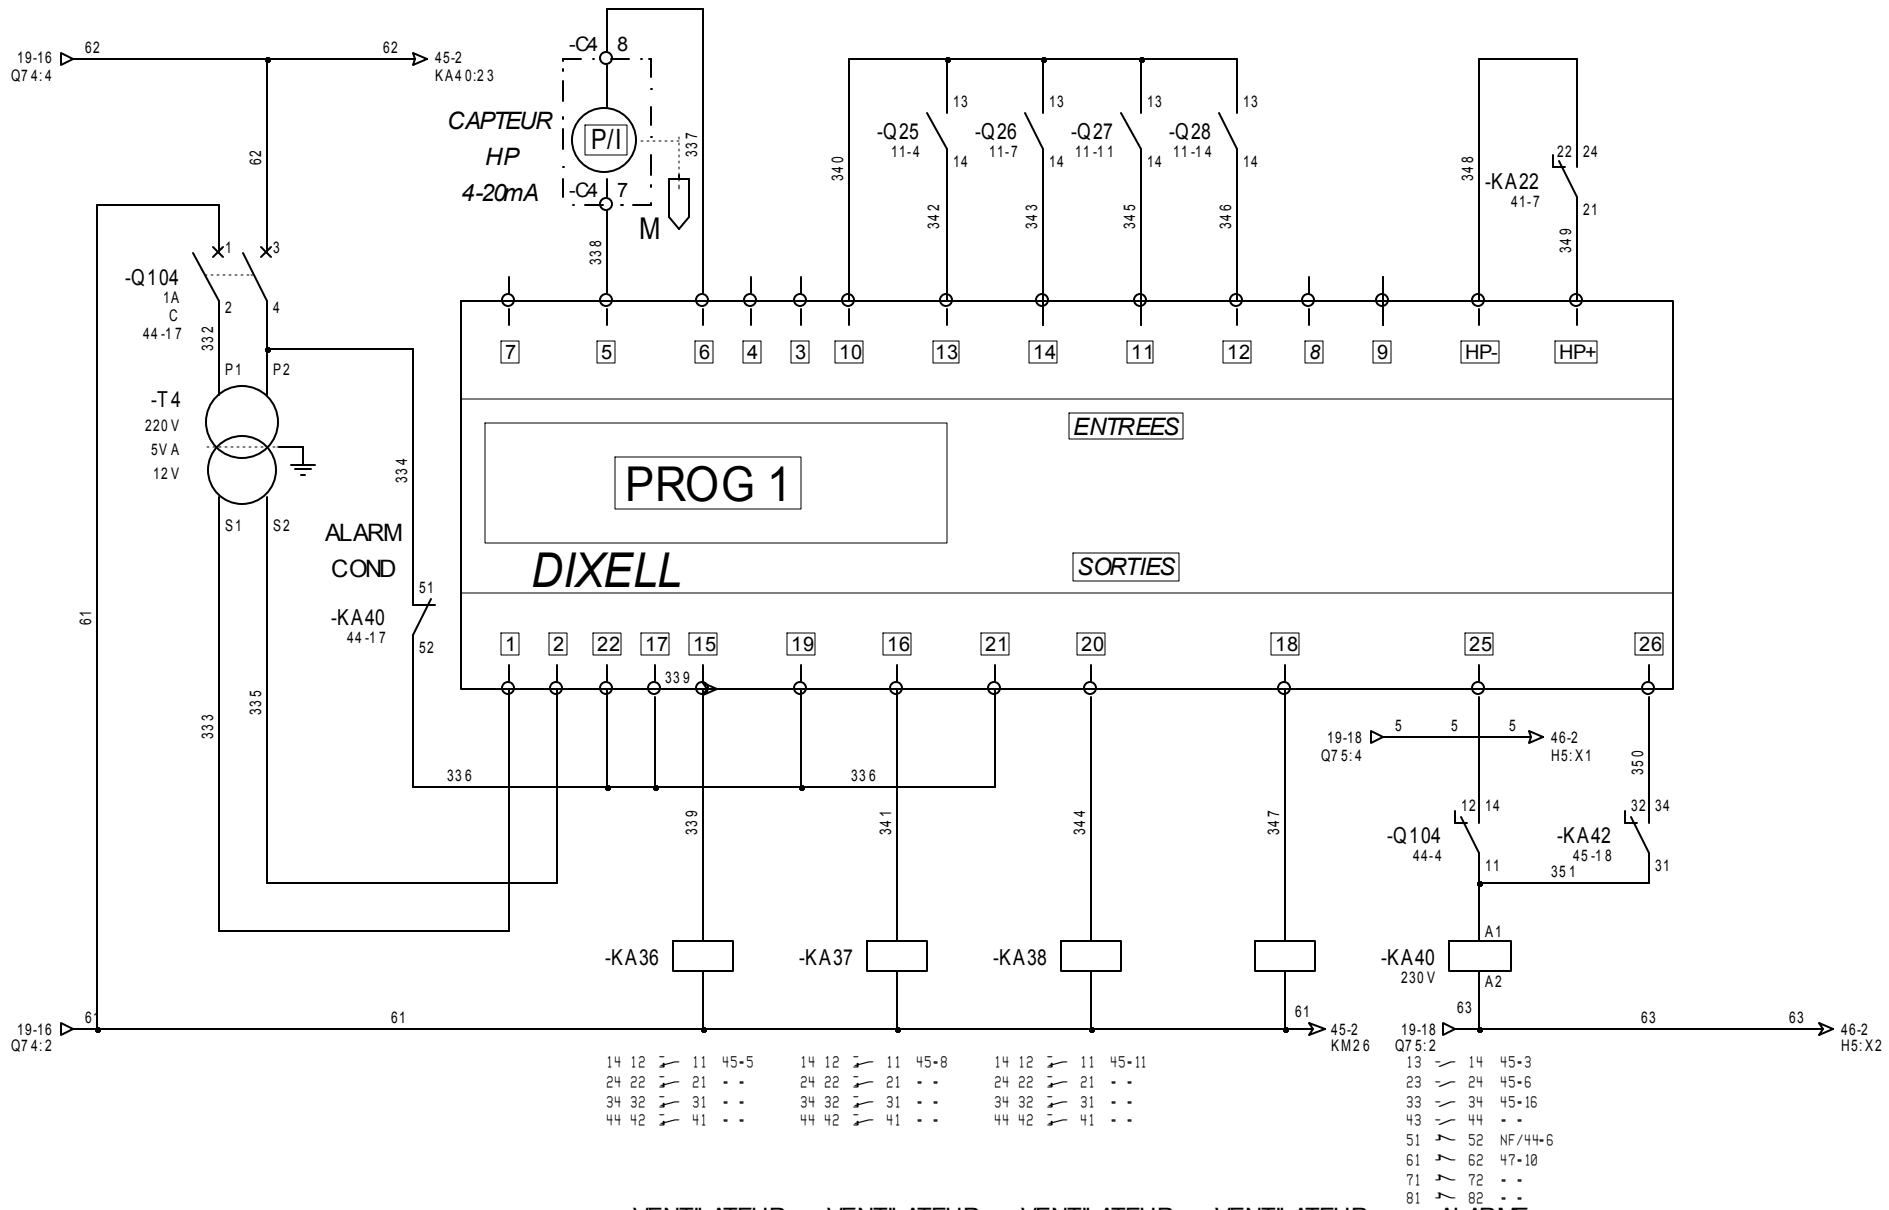 19-16
Q74:4
62
62
45-2
KA40:23
-C4 8
CAPTEUR
HP
4-20mA
P/I
-C4 7
M
337
338
62
340
13
-Q25
11-4
14
342
13
-Q26
11-7
14
343
13
-Q27
11-11
14
345
13
-Q28
11-14
14
346
348
22 24
-KA22
41-7
21
349
-Q104
1A
C
44-17
1
3
2
4
332
P1
P2
-T4
220V
5VA
12V
S1
S2
334
61
333
335
7
5
6
4
3
10
13
14
11
12
8
9
HP-
HP+
ENTREES
PROG 1
DIXELL
SORTIES
ALARM
COND
51
-KA40
44-17
52
1
2
22
17
15
19
16
21
20
18
25
26
339
336
336
339
341
344
347
19-18
Q75:4
5
5
5
46-2
H5:X1
350
12 14
-Q104
44-4
11
32 34
-KA42
45-18
31
351
-KA36
-KA37
-KA38
A1
-KA40
230V
A2
19-16
Q74:2
61
61
61
45-2
KM26
63
19-18
Q75:2
63
63
46-2
H5:X2
14 12 11 45-5
24 22 21 - -
34 32 31 - -
44 42 41 - -
14 12 11 45-8
24 22 21 - -
34 32 31 - -
44 42 41 - -
14 12 11 45-11
24 22 21 - -
34 32 31 - -
44 42 41 - -
13 14 45-3
23 24 45-6
33 34 45-16
43 44 - -
51 52 NF/44-6
61 62 47-10
71 72 - -
81 82 - -
VENTILATEUR VENTILATEUR VENTILATEUR VENTILATEUR ALARME